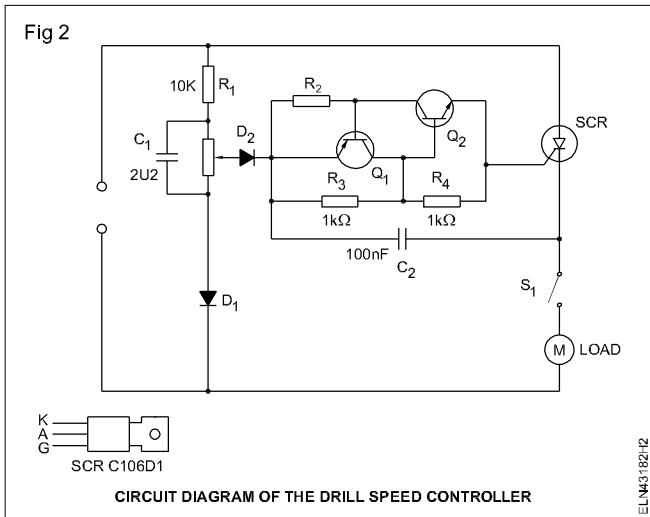 Fig 2
10K
R1
R2
C1
2U2
D2
Q1
Q2
SCR
R3
1kΩ
R4
1kΩ
100nF
C2
D1
S1
M
LOAD
K
A
G
SCR C106D1
CIRCUIT DIAGRAM OF THE DRILL SPEED CONTROLLER
ELN43182H2